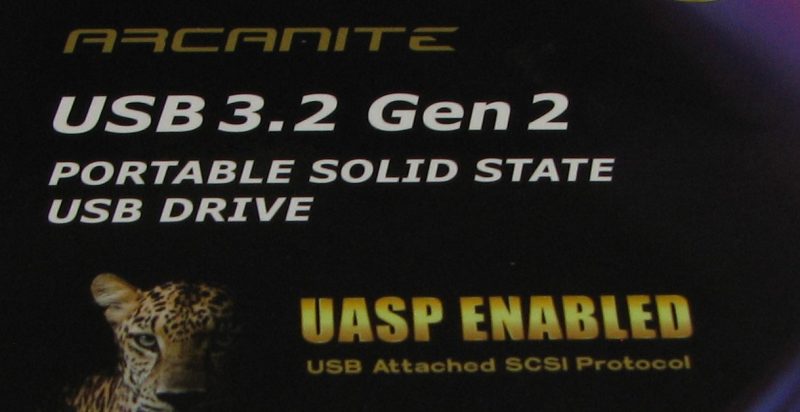 ARCANITE
USB 3.2 Gen 2
PORTABLE SOLID STATE
USB DRIVE
UASP ENABLED
USB Attached SCSI Protocol